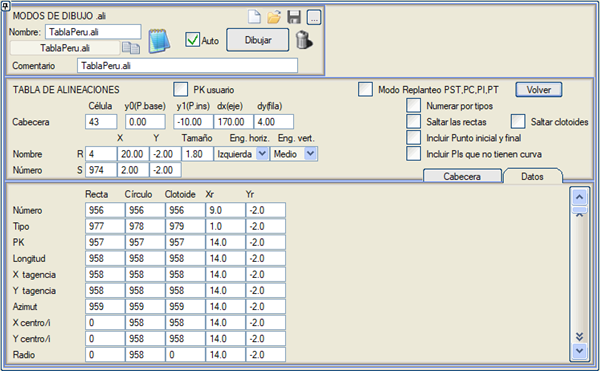 MODOS DE DIBUJO .ali
Nombre: TablaPeru.ali
TablaPeru.ali Auto Dibujar
Comentario TablaPeru.ali
TABLA DE ALINEACIONES PK usuario Modo Replanteo PST,PC,PI,PT Volver
Célula y0(P.base) y1(P.ins) dx(eje) dy(fila) Numerar por tipos
Cabecera 43 0.00 -10.00 170.00 4.00 Saltar las rectas Saltar clotoides
X Y Tamaño Eng. horiz. Eng. vert. Incluir Punto inicial y final
Nombre R 4 20.00 -2.00 1.80 Izquierda Medio Incluir PIs que no tienen curva
Número S 974 2.00 -2.00
Cabecera Datos
Recta Círculo Clotoide Xr Yr
Número 956 956 956 9.0 -2.0
Tipo 977 978 979 1.0 -2.0
PK 957 957 957 14.0 -2.0
Longitud 958 958 958 14.0 -2.0
X tagencia 958 958 958 14.0 -2.0
Y tagencia 958 958 958 14.0 -2.0
Azimut 959 959 959 14.0 -2.0
X centro/i 0 958 958 14.0 -2.0
Y centro/i 0 958 958 14.0 -2.0
Radio 0 958 0 14.0 -2.0